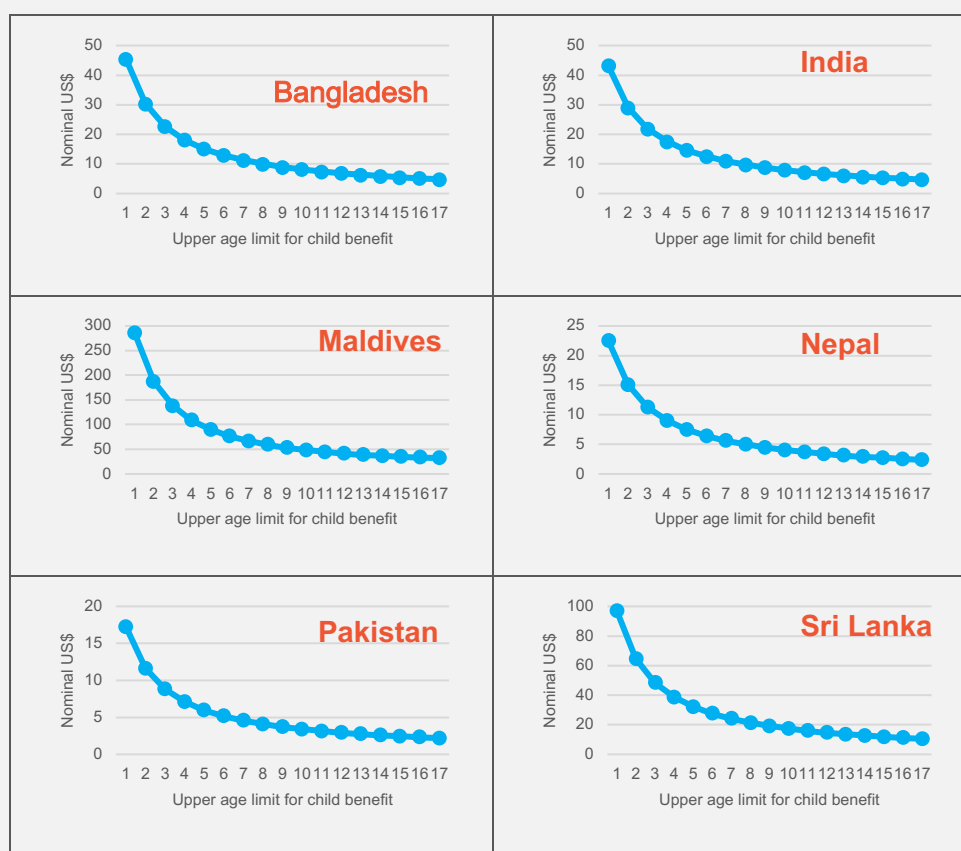 Bangladesh
Nominal US$
50
40
30
20
10
0
1 2 3 4 5 6 7 8 9 10 11 12 13 14 15 16 17
Upper age limit for child benefit
India
Nominal US$
50
40
30
20
10
0
1 2 3 4 5 6 7 8 9 10 11 12 13 14 15 16 17
Upper age limit for child benefit
Maldives
Nominal US$
300
250
200
150
100
50
0
1 2 3 4 5 6 7 8 9 10 11 12 13 14 15 16 17
Upper age limit for child benefit
Nepal
Nominal US$
25
20
15
10
5
0
1 2 3 4 5 6 7 8 9 10 11 12 13 14 15 16 17
Upper age limit for child benefit
Pakistan
Nominal US$
20
15
10
5
0
1 2 3 4 5 6 7 8 9 10 11 12 13 14 15 16 17
Upper age limit for child benefit
Sri Lanka
Nominal US$
100
80
60
40
20
0
1 2 3 4 5 6 7 8 9 10 11 12 13 14 15 16 17
Upper age limit for child benefit